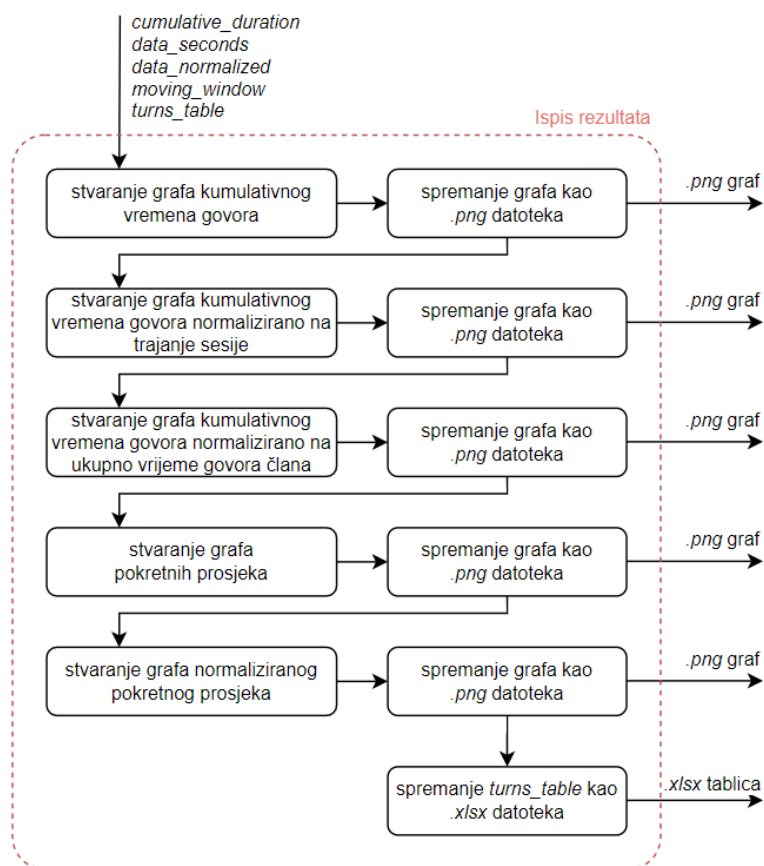 cumulative_duration
data_seconds
data_normalized
moving_window
turns_table
Ispis rezultata
stvaranje grafa kumulativnog
vremena govora
spremanje grafa kao
.png datoteka
.png graf
stvaranje grafa kumulativnog
vremena govora normalizirano na
trajanje sesije
spremanje grafa kao
.png datoteka
.png graf
stvaranje grafa kumulativnog
vremena govora normalizirano na
ukupno vrijeme govora člana
spremanje grafa kao
.png datoteka
.png graf
stvaranje grafa
pokretnih prosjeka
spremanje grafa kao
.png datoteka
.png graf
stvaranje grafa normaliziranog
pokretnog prosjeka
spremanje grafa kao
.png datoteka
.png graf
spremanje turns_table kao
.xlsx datoteka
.xlsx tablica